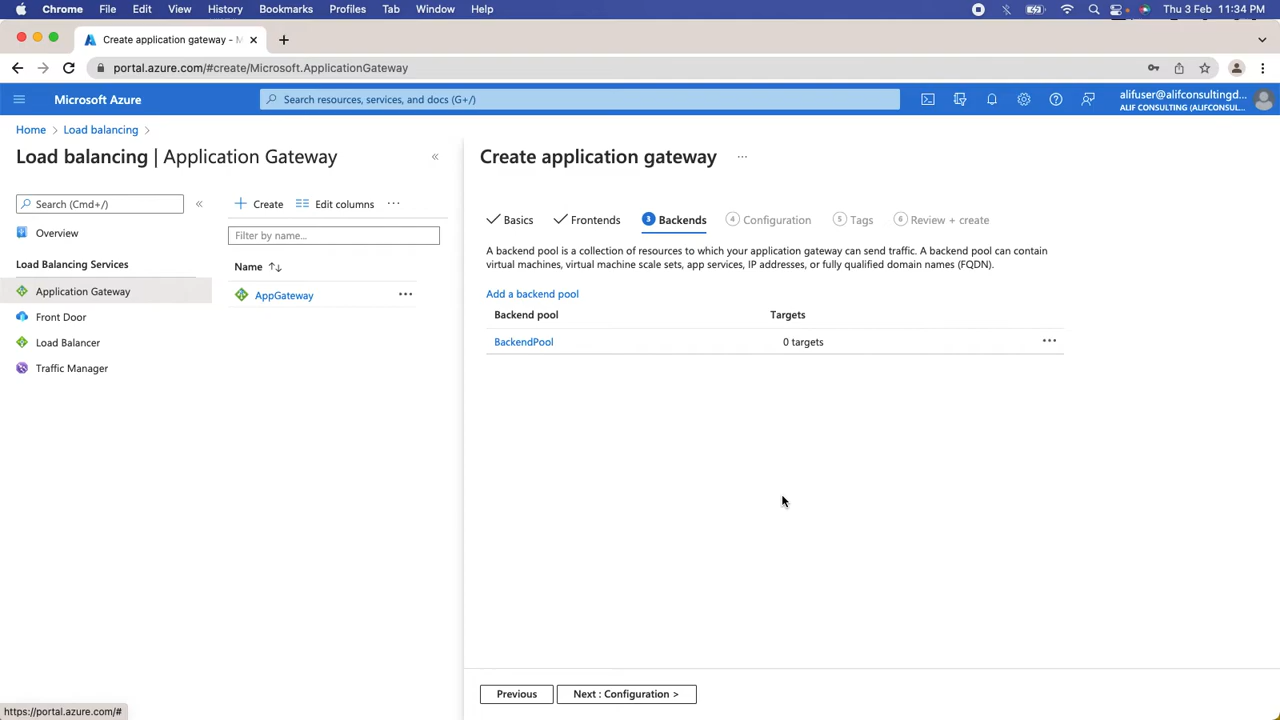 Chrome File Edit View History Bookmarks Profiles Tab Window Help Thu 3 Feb 11:34 PM
Create application gateway - M
portal.azure.com/#create/Microsoft.ApplicationGateway
Microsoft Azure
Search resources, services, and docs (G+/)
alifuser@alifconsultingd...
ALIF CONSULTING (ALIFCONSUL...
Home > Load balancing >
Load balancing | Application Gateway
Search (Cmd+/)
Overview
Load Balancing Services
Application Gateway
Front Door
Load Balancer
Traffic Manager
Create Edit columns ...
Filter by name...
Name
AppGateway ...
Create application gateway ...
Basics Frontends 3 Backends 4 Configuration 5 Tags 6 Review + create
A backend pool is a collection of resources to which your application gateway can send traffic. A backend pool can contain
virtual machines, virtual machine scale sets, app services, IP addresses, or fully qualified domain names (FQDN).
Add a backend pool
Backend pool Targets
BackendPool 0 targets ...
Previous Next : Configuration >
https://portal.azure.com/#